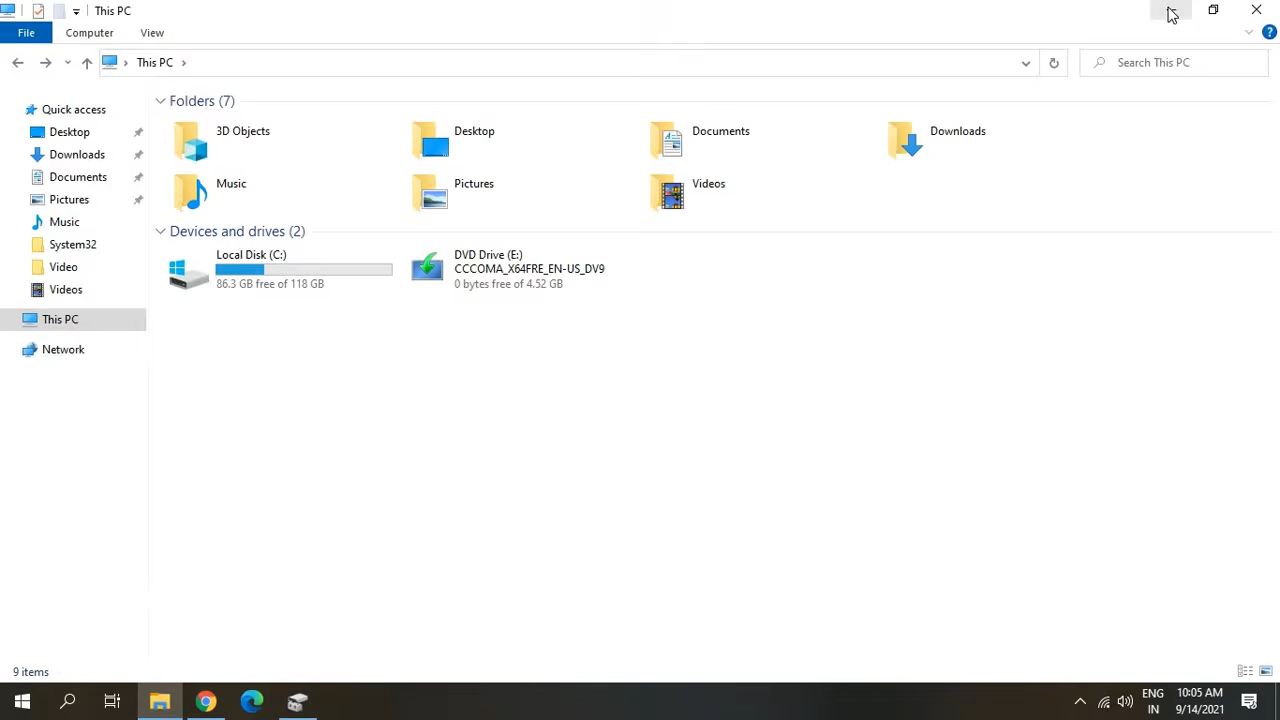 This PC
File Computer View
This PC
Search This PC
Quick access
Desktop
Downloads
Documents
Pictures
Music
System32
Video
Videos
This PC
Network
Folders (7)
3D Objects
Desktop
Documents
Downloads
Music
Pictures
Videos
Devices and drives (2)
Local Disk (C:)
86.3 GB free of 118 GB
DVD Drive (E:)
CCCOMA_X64FRE_EN-US_DV9
0 bytes free of 4.52 GB
9 items
ENG
IN
10:05 AM
9/14/2021